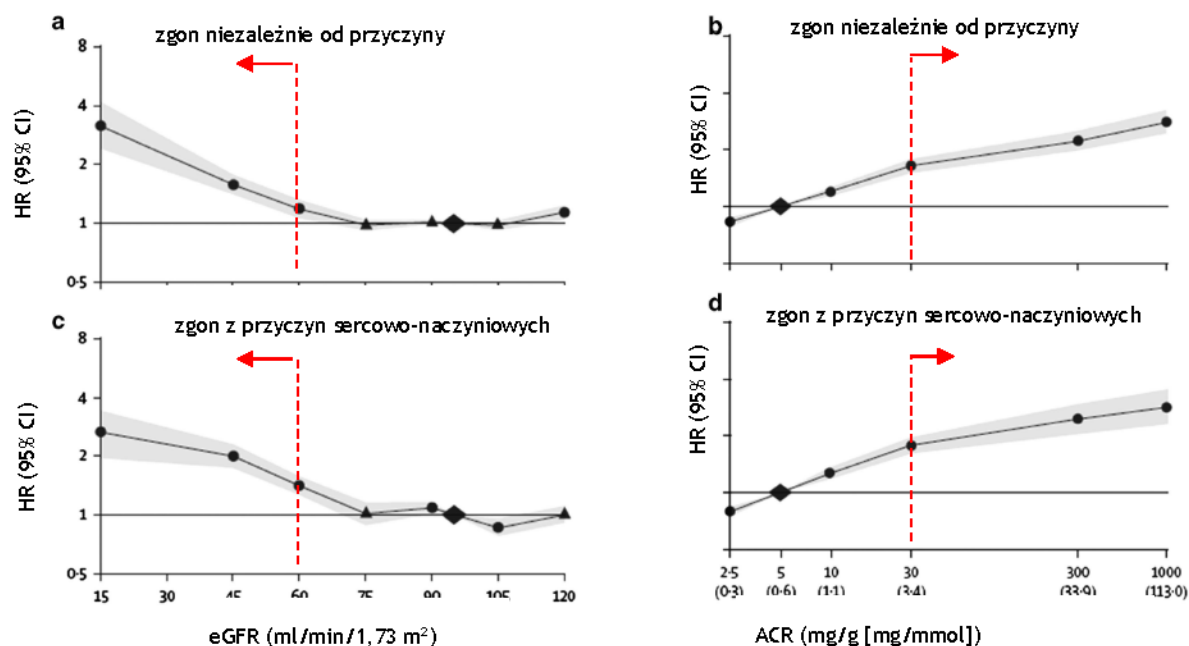 a
zgon niezależnie od przyczyny
8
4
2
1
0·5
HR (95% CI)
b
zgon niezależnie od przyczyny
HR (95% CI)
c
zgon z przyczyn sercowo-naczyniowych
8
4
2
1
0·5
HR (95% CI)
15 30 45 60 75 90 105 120
eGFR (ml/min/1,73 m²)
d
zgon z przyczyn sercowo-naczyniowych
HR (95% CI)
2·5 5 10 30 300 1000
(0·3) (0·6) (1·1) (3·4) (33·9) (113·0)
ACR (mg/g [mg/mmol])